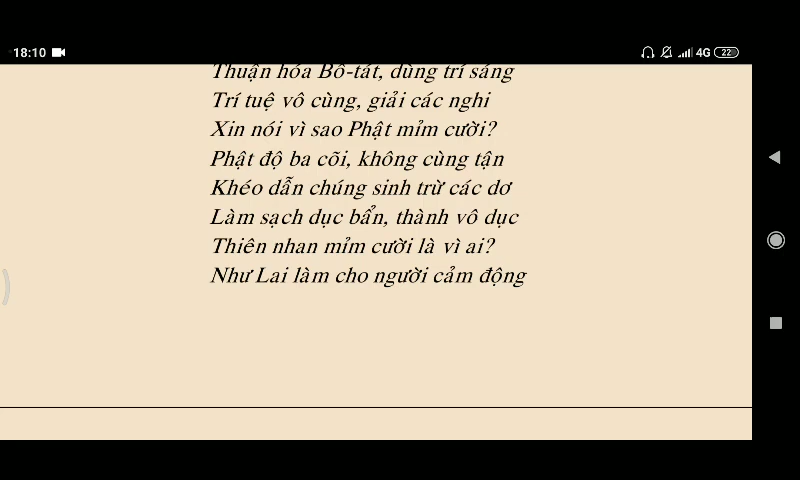 18:10
4G 22
Thuận hóa Bồ-tát, dùng trí sáng
Trí tuệ vô cùng, giải các nghi
Xin nói vì sao Phật mỉm cười?
Phật độ ba cõi, không cùng tận
Khéo dẫn chúng sinh trừ các dơ
Làm sạch dục bẩn, thành vô dục
Thiên nhan mỉm cười là vì ai?
Như Lai làm cho người cảm động